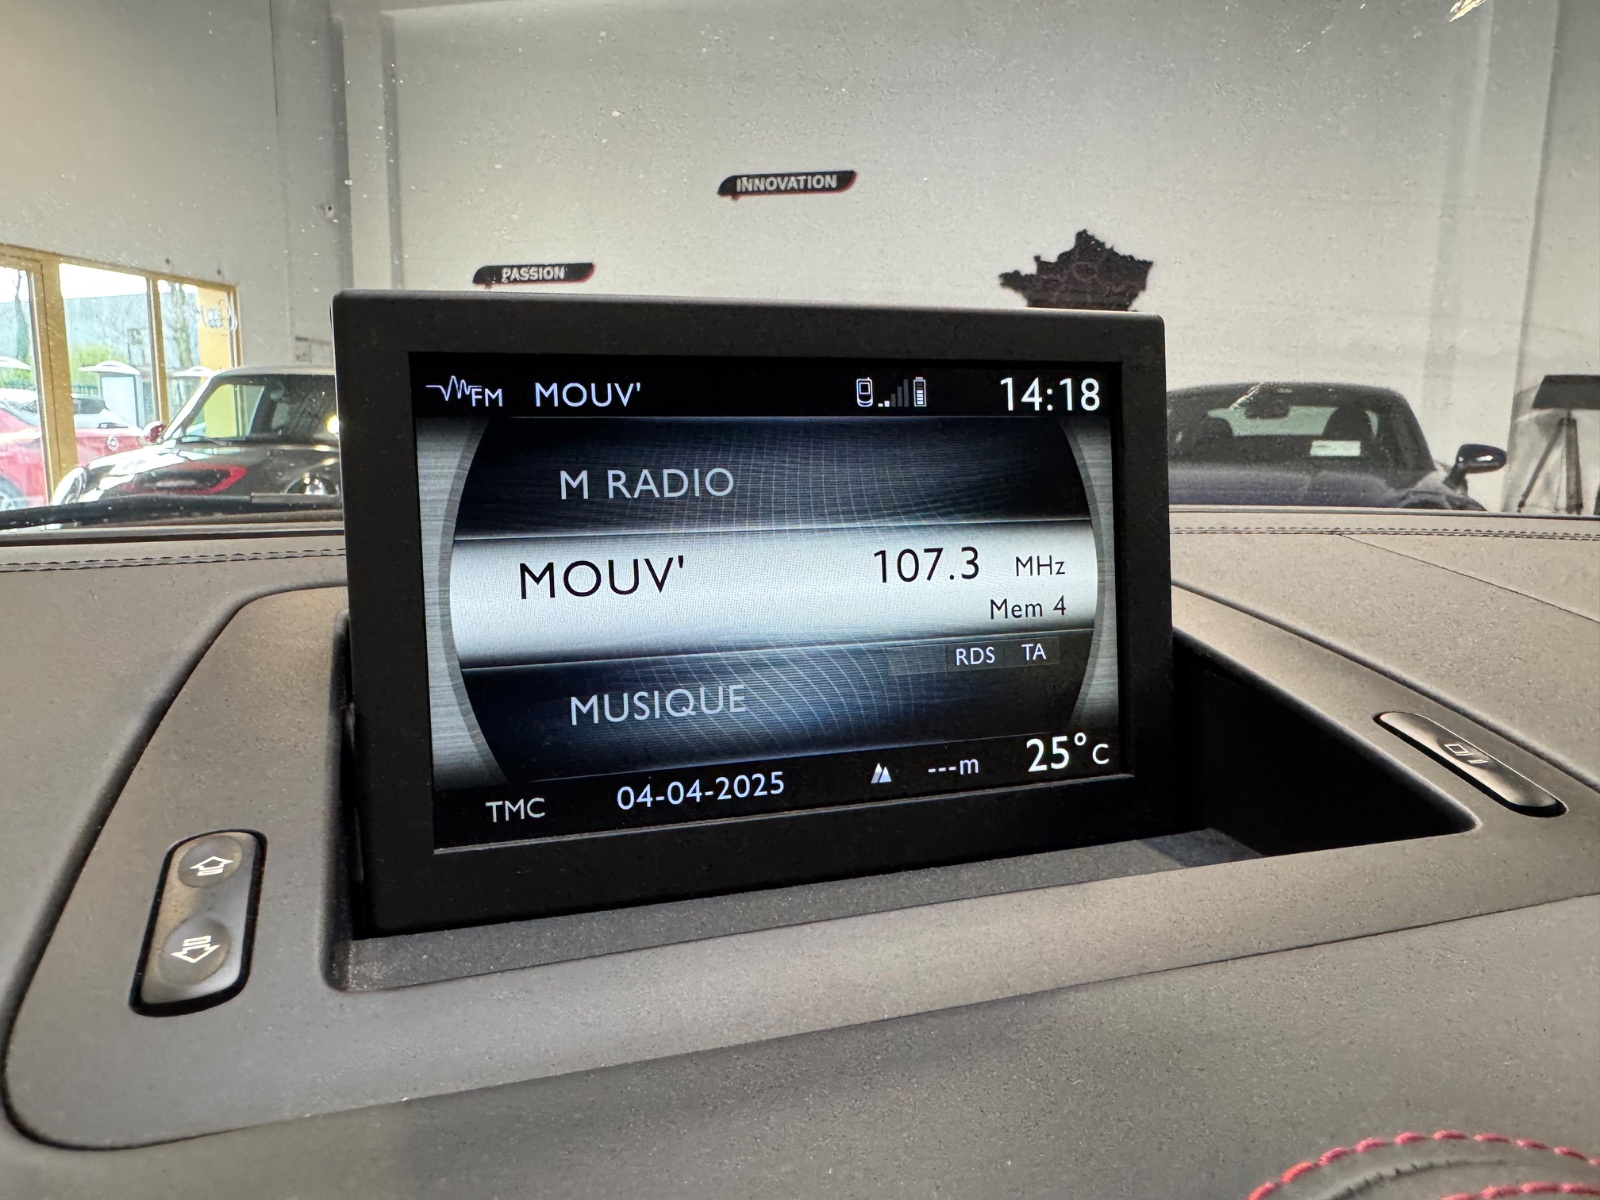 INNOVATION
PASSION
FM MOUV' 14:18
M RADIO
MOUV' 107.3 MHz
Mem 4
RDS TA
MUSIQUE
TMC 04-04-2025 ---m 25°C